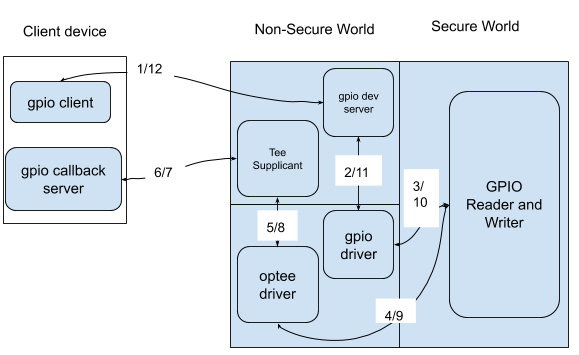 Client device
Non-Secure World
Secure World
1/12
gpio client
gpio dev
server
Tee
Supplicant
gpio callback
server
6/7
2/11
3/
10
GPIO
Reader and
Writer
5/8
gpio
driver
optee
driver
4/9